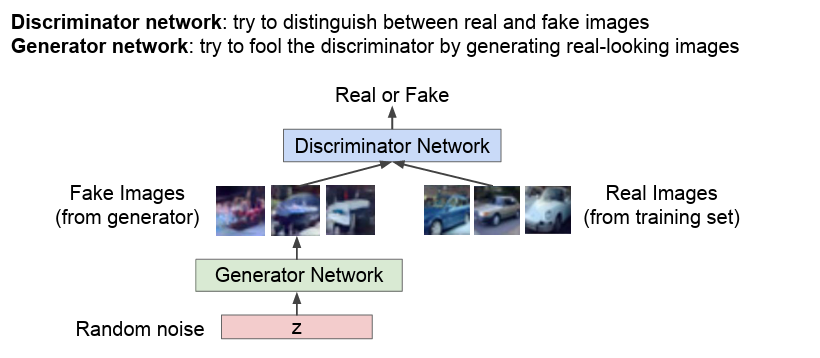 Discriminator network: try to distinguish between real and fake images
Generator network: try to fool the discriminator by generating real-looking images
Real or Fake
Discriminator Network
Fake Images
(from generator)
Real Images
(from training set)
Generator Network
Random noise
z